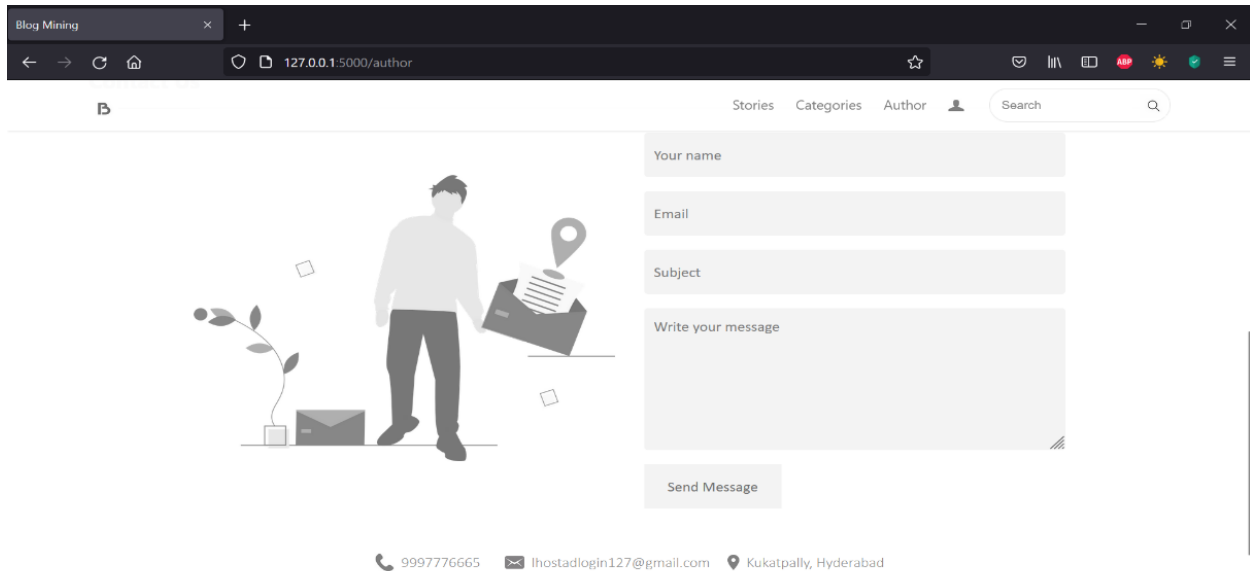 Blog Mining
127.0.0.1:5000/author
ABP
B
Stories Categories Author Search
Your name
Email
Subject
Write your message
Send Message
9997776665 lhostadlogin127@gmail.com Kukatpally, Hyderabad